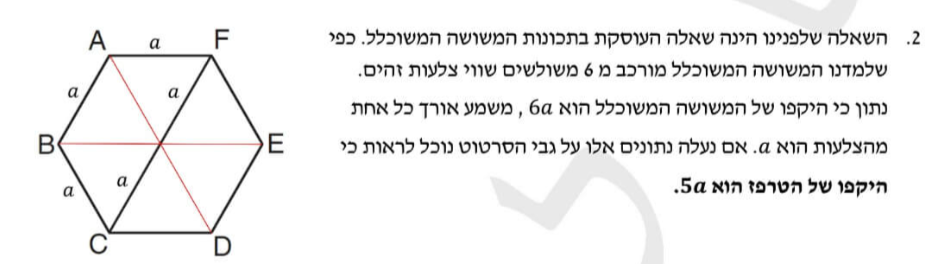 2. השאלה שלפנינו הינה שאלה העוסקת בתכונות המשושה המשוכלל. כפי
שלמדנו המשושה המשוכלל מורכב מ 6 משולשים שווי צלעות זהים.
נתון כי היקפו של המשושה המשוכלל הוא 6a , משמע אורך כל אחת
מהצלעות הוא a. אם נעלה נתונים אלו על גבי הסרטוט נוכל לראות כי
היקפו של הטרפז הוא 5a.
A a F
a a
B E
a a
C D